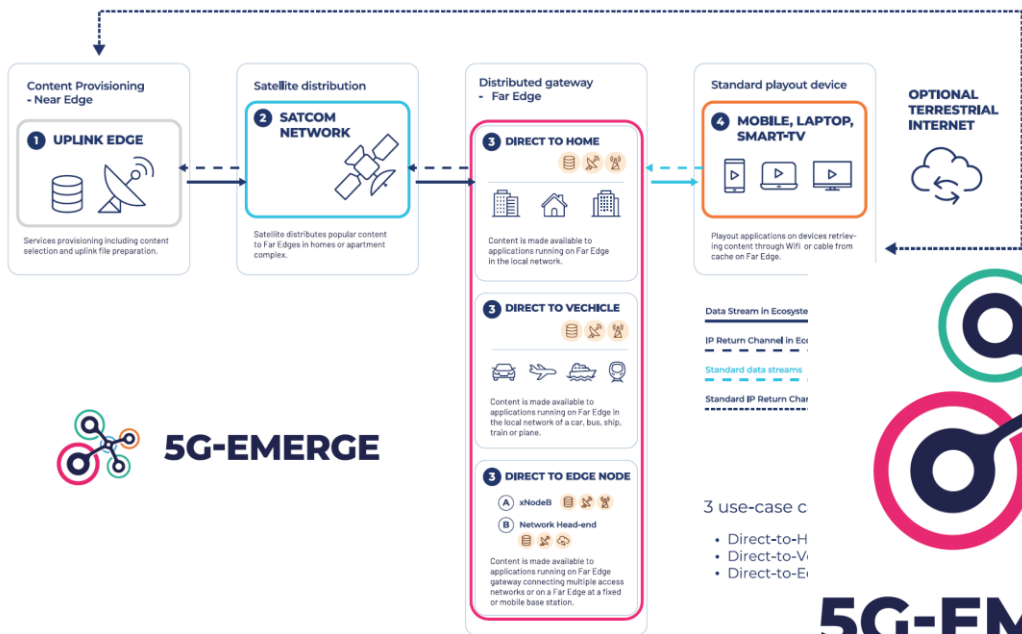 Content Provisioning
- Near Edge
1 UPLINK EDGE
Services provisioning including content
selection and uplink file preparation.
Satellite distribution
2 SATCOM
NETWORK
Satellite distributes popular content
to Far Edges in homes or apartment
complex.
Distributed gateway
- Far Edge
3 DIRECT TO HOME
Content is made available to
applications running on Far Edge
in the local network.
3 DIRECT TO VECHICLE
Content is made available to
applications running on Far Edge in
the local network of a car, bus, ship,
train or plane.
3 DIRECT TO EDGE NODE
A xNodeB
B Network Head-end
Content is made available to
applications running on Far Edge
gateway connecting multiple access
networks or on a Far Edge at a fixed
or mobile base station.
Standard playout device
4 MOBILE, LAPTOP,
SMART-TV
Playout applications on devices retriev-
ing content through Wifi or cable from
cache on Far Edge.
OPTIONAL
TERRESTRIAL
INTERNET
Data Stream in Ecosyste
IP Return Channel in Ec
Standard data streams
Standard IP Return Cha
5G-EMERGE
3 use-case c
• Direct-to-H
• Direct-to-V
• Direct-to-E
5G-EM